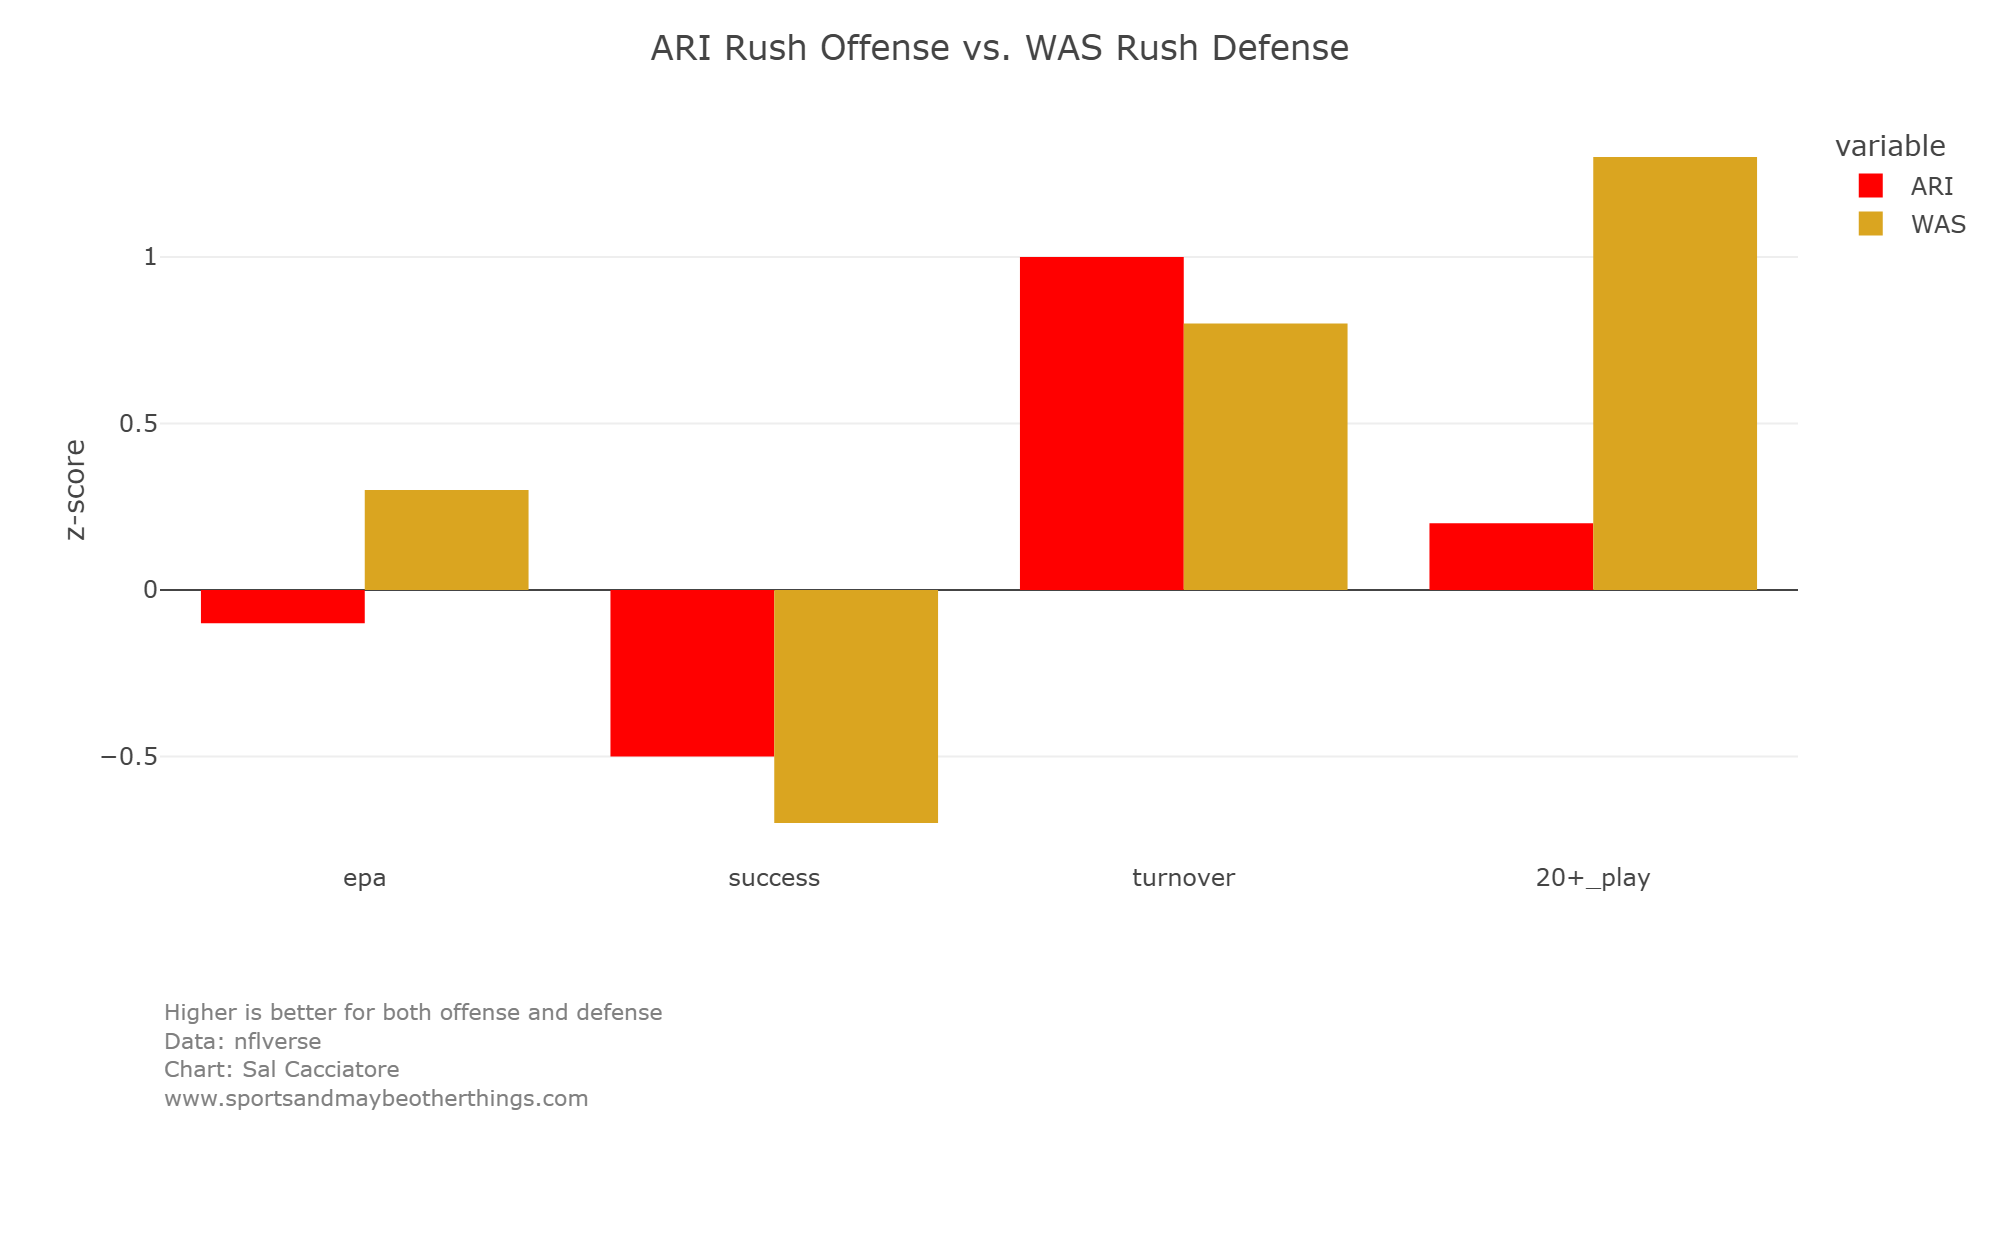 ARI Rush Offense vs. WAS Rush Defense
variable
ARI
WAS
1
0.5
0
−0.5
z-score
epa
success
turnover
20+_play
Higher is better for both offense and defense
Data: nflverse
Chart: Sal Cacciatore
www.sportsandmaybeotherthings.com